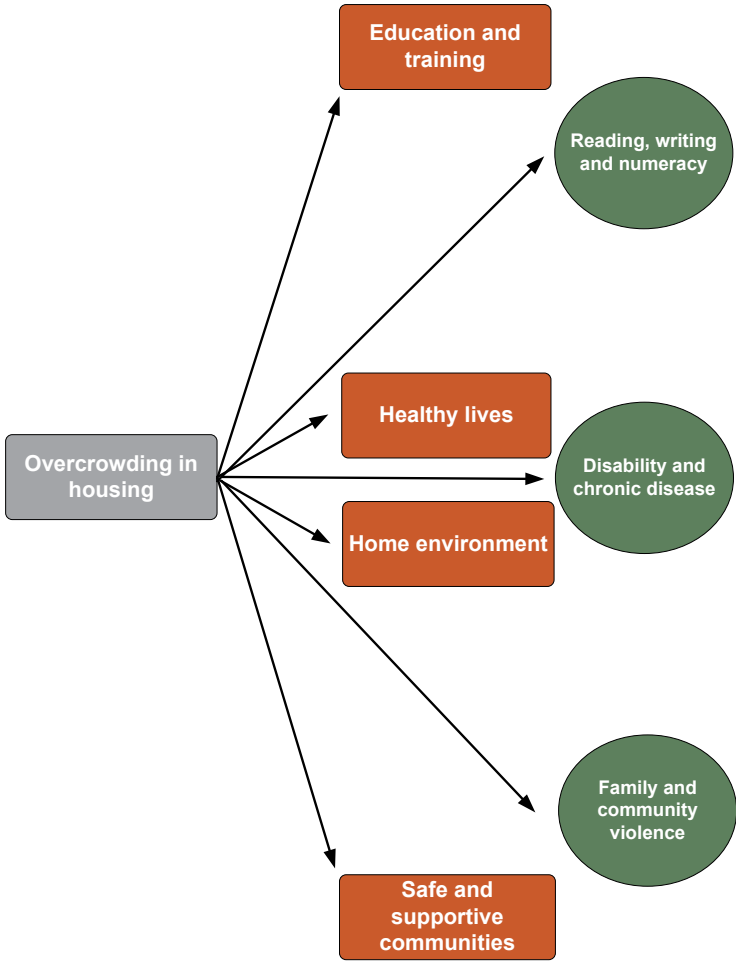 Education and
training
Reading, writing
and numeracy
Healthy lives
Overcrowding in
housing
Disability and
chronic disease
Home environment
Family and
community
violence
Safe and
supportive
communities